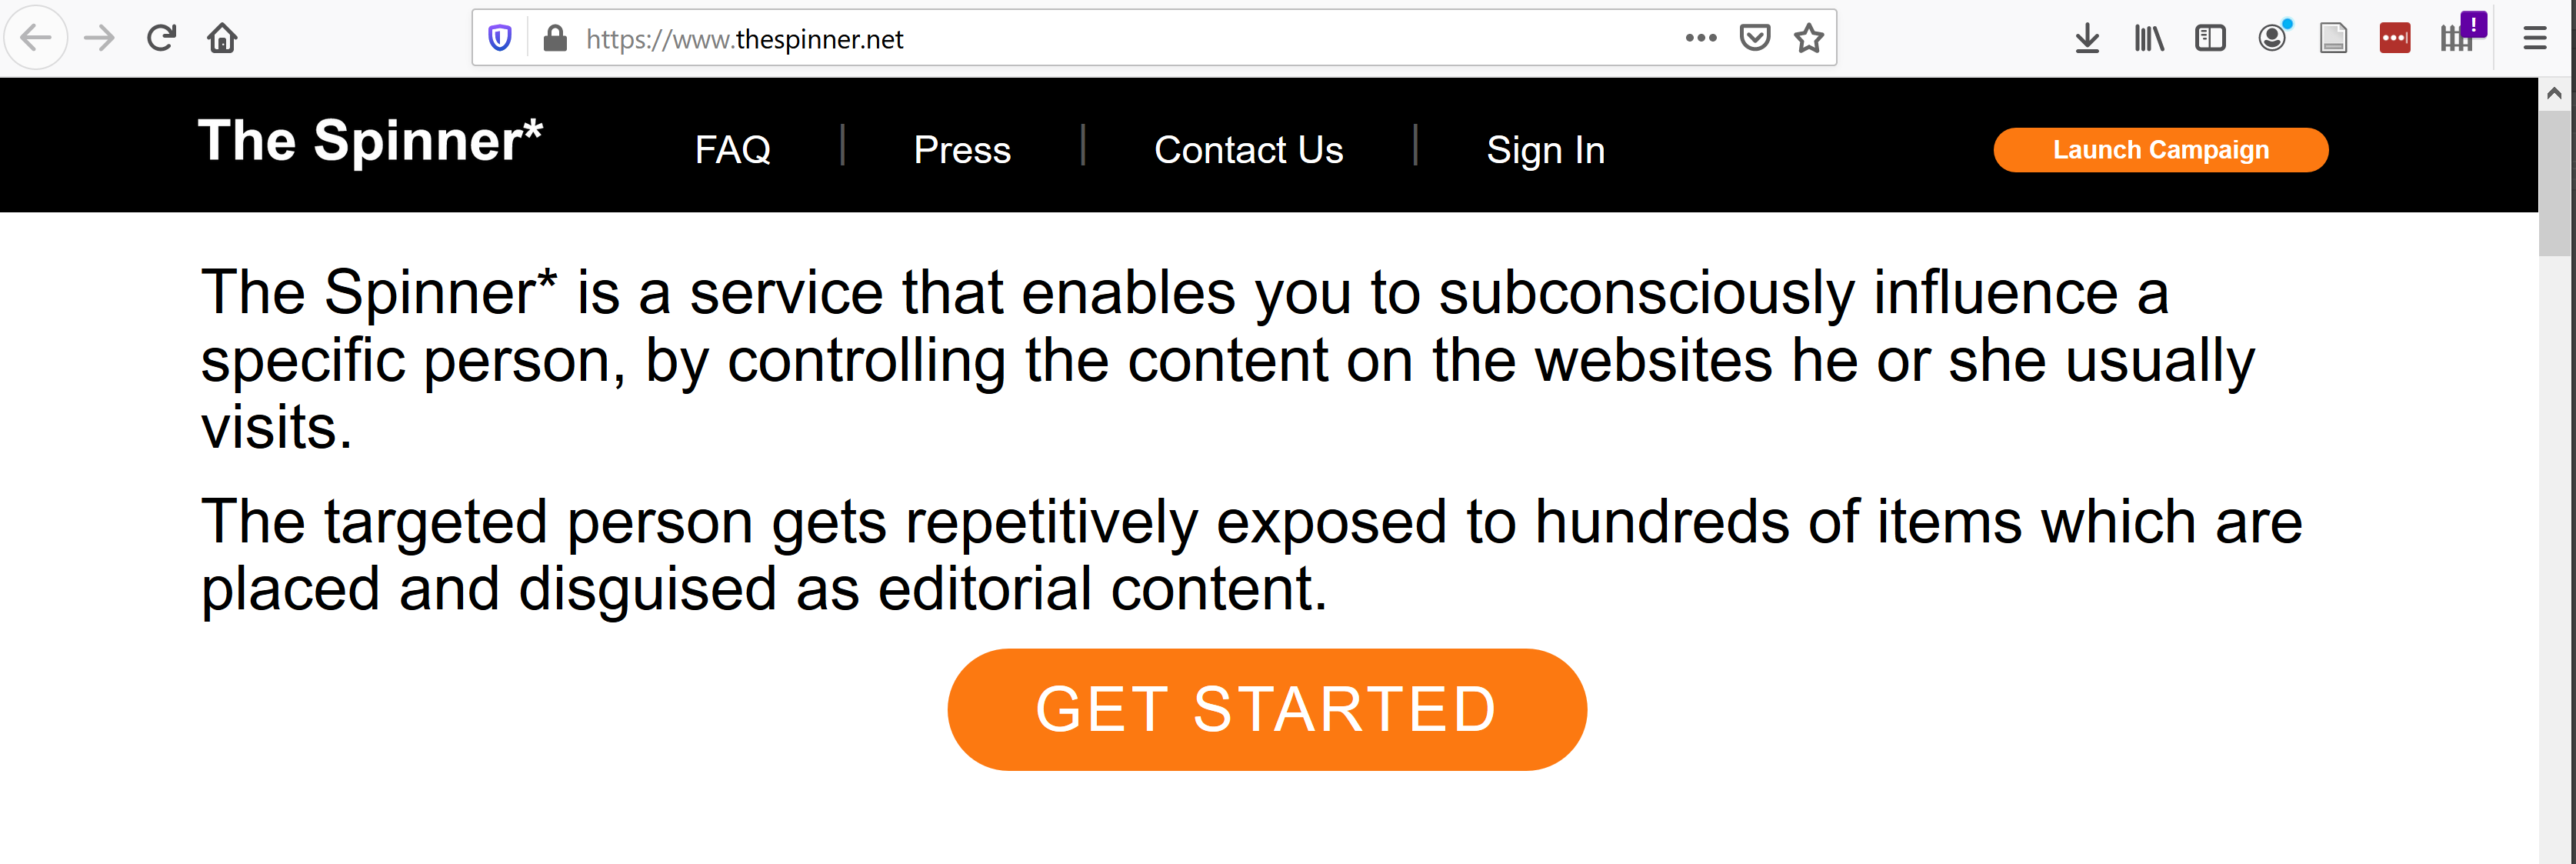 https://www.thespinner.net
!
The Spinner*
FAQ | Press | Contact Us | Sign In
Launch Campaign
The Spinner* is a service that enables you to subconsciously influence a
specific person, by controlling the content on the websites he or she usually
visits.
The targeted person gets repetitively exposed to hundreds of items which are
placed and disguised as editorial content.
GET STARTED